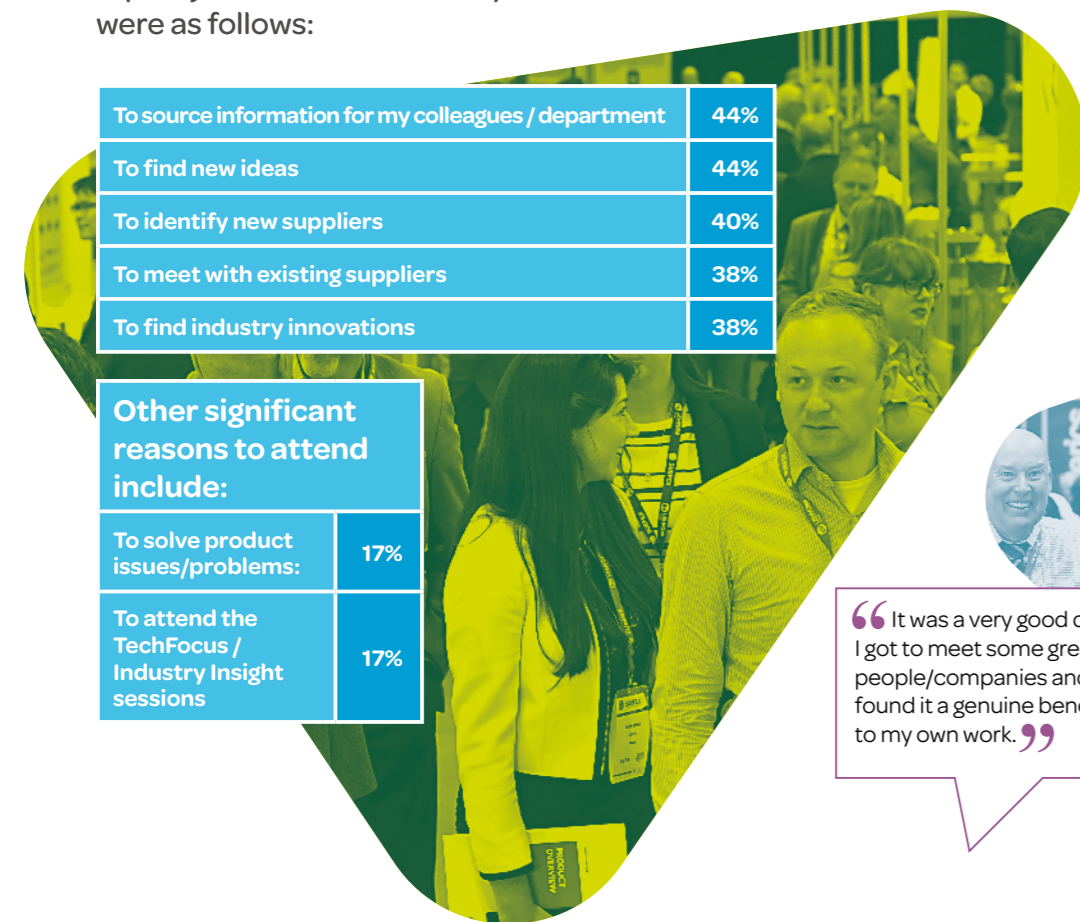 were as follows:
To source information for my colleagues / department 44%
To find new ideas 44%
To identify new suppliers 40%
To meet with existing suppliers 38%
To find industry innovations 38%
Other significant
reasons to attend
include:
To solve product
issues/problems: 17%
To attend the
TechFocus /
Industry Insight
sessions 17%
“ It was a very good
I got to meet some
people/companies
found it a genuine
to my own work.”
PRODUCT
OVERVIEW